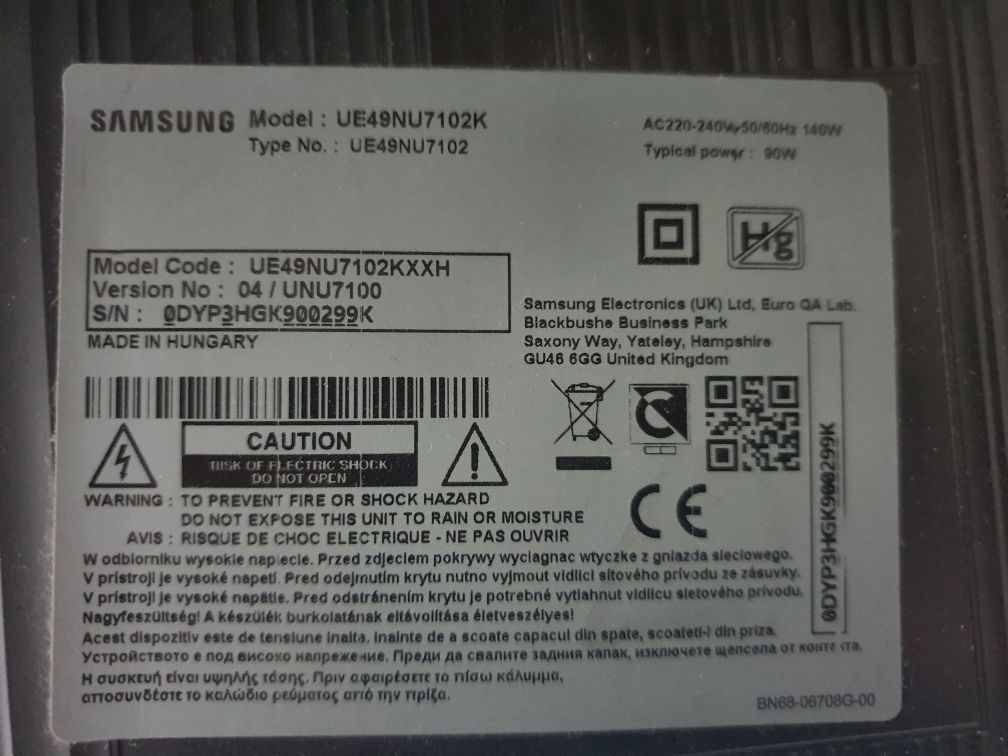 SAMSUNG Model : UE49NU7102K
Type No. : UE49NU7102
AC220-240V~50/60Hz 140W
Typical power : 90W
Hg
Model Code : UE49NU7102KXXH
Version No : 04 / UNU7100
S/N : 0DYP3HGK900299K
MADE IN HUNGARY
Samsung Electronics (UK) Ltd, Euro QA Lab.
Blackbushe Business Park
Saxony Way, Yateley, Hampshire
GU46 6GG United Kingdom
CAUTION
RISK OF ELECTRIC SHOCK
DO NOT OPEN
WARNING : TO PREVENT FIRE OR SHOCK HAZARD
DO NOT EXPOSE THIS UNIT TO RAIN OR MOISTURE
AVIS : RISQUE DE CHOC ELECTRIQUE - NE PAS OUVRIR
CE
0DYP3HGK900299K
W odbiorniku wysokie napiecie. Przed zdjeciem pokrywy wyciagnac wtyczke z gniazda sieciowego.
V prístroji je vysoké napetí. Pred odejmutím krytu nutno vyjmout vidlici sítového prívodu ze zásuvky.
V prístroji je vysoké napätie. Pred odstránením krytu je potrebné vytiahnut vidlicu sietového prívodu.
Nagyfeszültség! A készülék burkolatának eltávolítása életveszélyes!
Acest dispozitiv este de tensiune inalta. Inainte de a scoate capacul din spate, scoateti-l din priza.
Устройството е под високо напрежение. Преди да свалите задния капак, изключете щепсела от контакта.
Η συσκευή είναι υψηλής τάσης. Πριν αφαιρέσετε το πίσω κάλυμμα,
αποσυνδέστε το καλώδιο ρεύματος από την πρίζα.
BN68-06708G-00